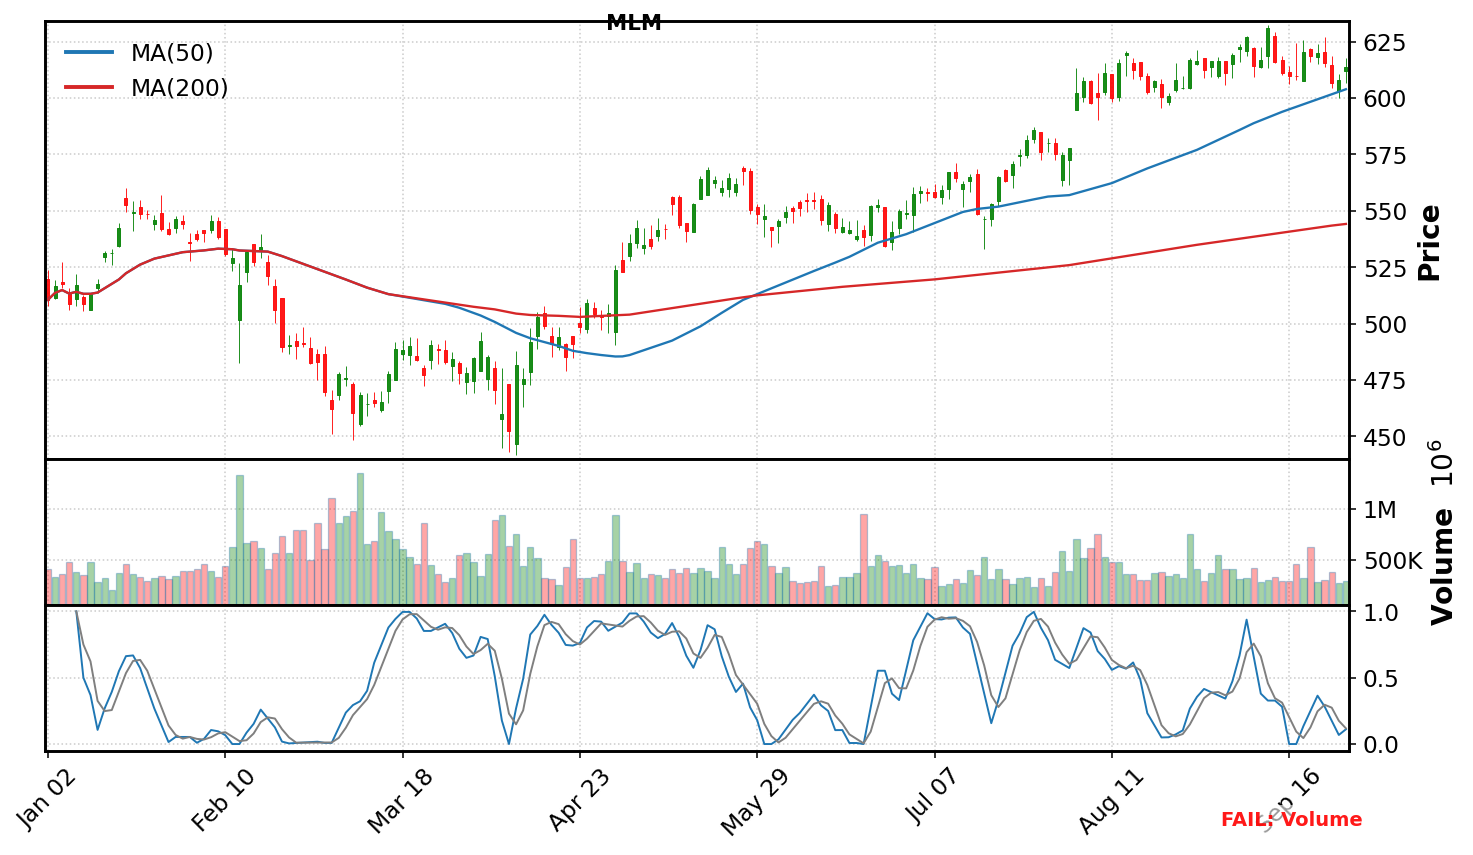 MLM
MA(50)
MA(200)
625
600
575
550
525
500
475
450
Price
10^6
1M
500K
Volume
1.0
0.5
0.0
Jan 02
Feb 10
Mar 18
Apr 23
May 29
Jul 07
Aug 11
Sep 16
FAIL: Volume